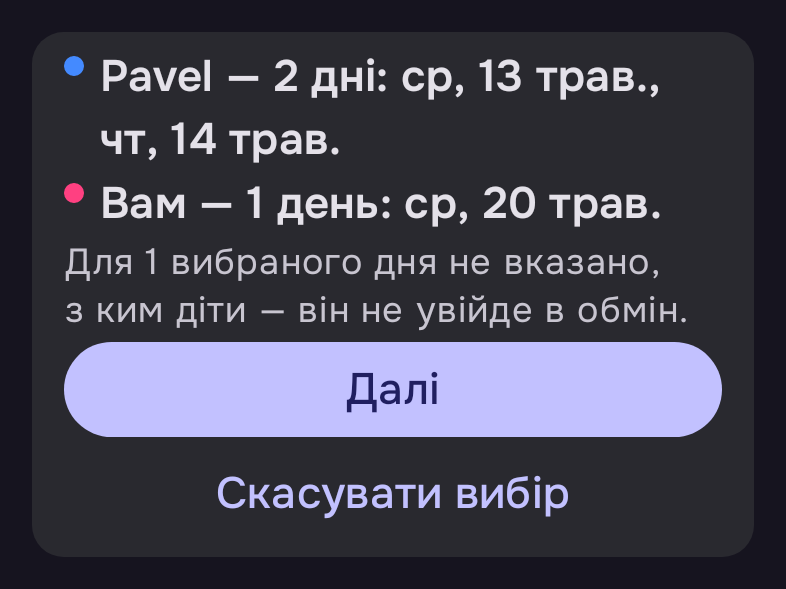 Pavel — 2 дні: ср, 13 трав.,
чт, 14 трав.
Вам — 1 день: ср, 20 трав.
Для 1 вибраного дня не вказано,
з ким діти — він не увійде в обмін.
Далі
Скасувати вибір